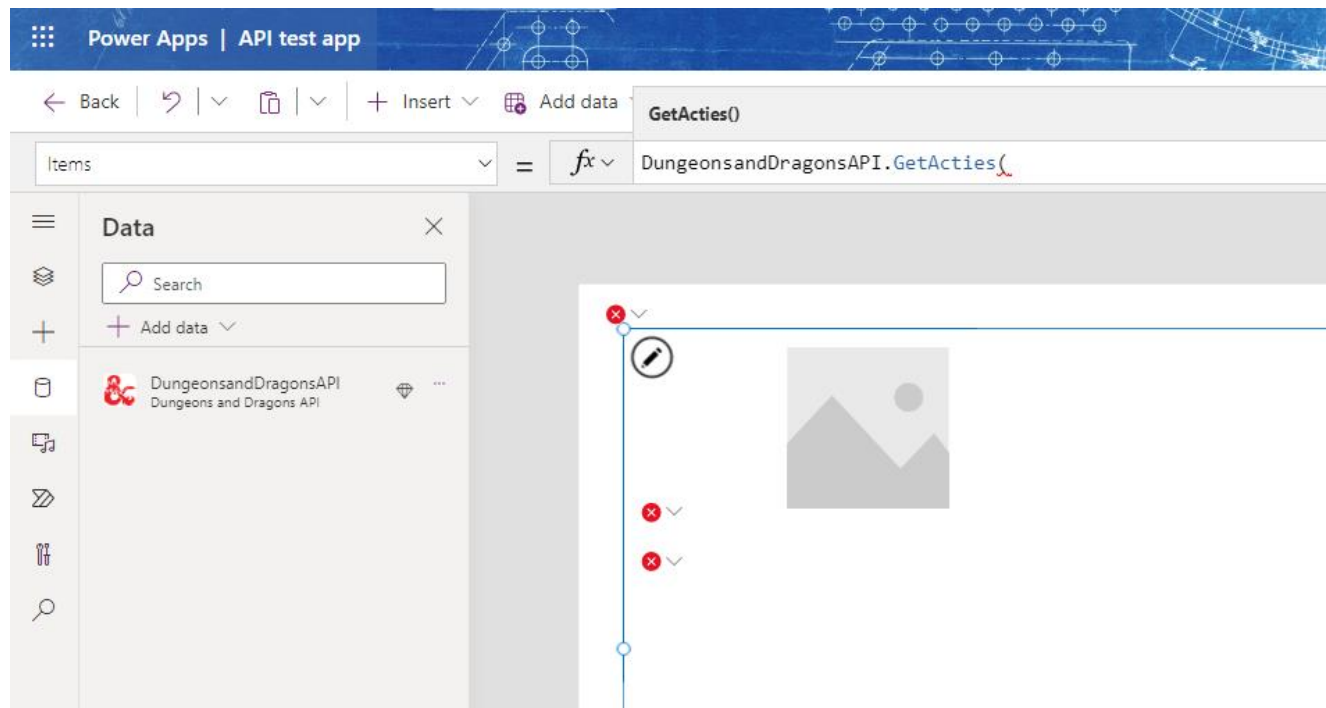 Power Apps | API test app
Back
Insert
Add data
GetActies()
Items
=
fx
DungeonsandDragonsAPI.GetActies(
Data
Search
Add data
DungeonsandDragonsAPI
Dungeons and Dragons API